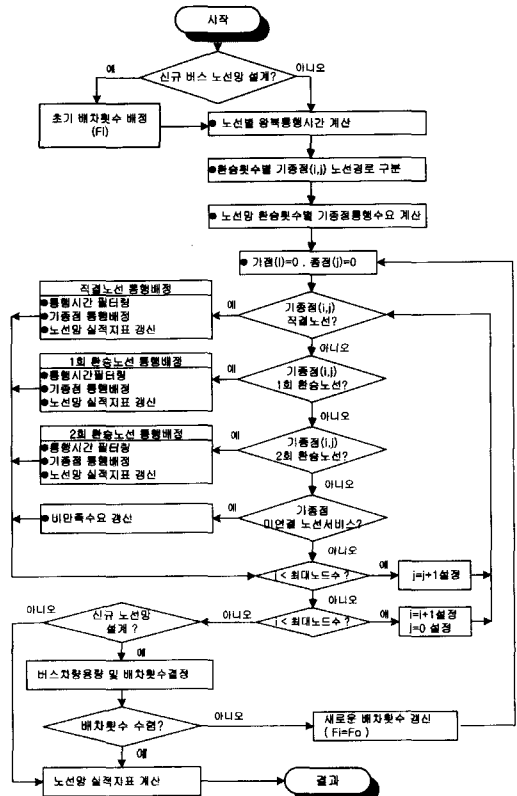 시작
예
신규 버스 노선망 설계?
아니오
초기 배차횟수 배정
(Fi)
● 노선별 왕복통행시간 계산
●환승횟수별 기종점(i,j) 노선경로 구분
● 노선망 환승횟수별 기종점통행수요 계산
● 가점(i)=0 , 종점(j)=0
직결노선 통행배정
●통행시간 필터링
●기종점 통행배정
●노선망 실적지표 갱신
예
기종점(i,j)
직결노선?
아니오
1회 환승노선 통행배정
●통행시간필터링
●기종점 통행배정
●노선망 실적지표 갱신
예
기종점(i,j)
1회 환승노선?
아니오
2회 환승노선 통행배정
●통행시간 필터링
●기종점 통행배정
●노선망 실적지표 갱신
예
기종점(i,j)
2회 환승노선?
아니오
●비만족수요 갱신
예
기종점
미연결 노선서비스?
아니오
j < 최대노드수 ?
예
j=j+1설정
아니오
i < 최대노드수 ?
예
i=i+1설정
j=0 설정
아니오
신규 노선망
설계 ?
아니오
예
버스차량용량 및 배차횟수결정
배차횟수 수렴?
아니오
새로운 배차횟수 갱신
( Fi=Fo )
예
노선망 실적지표 계산
결과